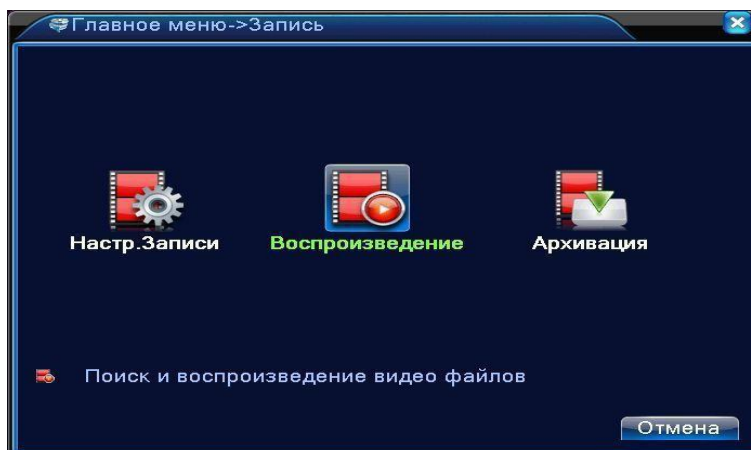 Главное меню->Запись
Настр.Записи Воспроизведение Архивация
Поиск и воспроизведение видео файлов
Отмена